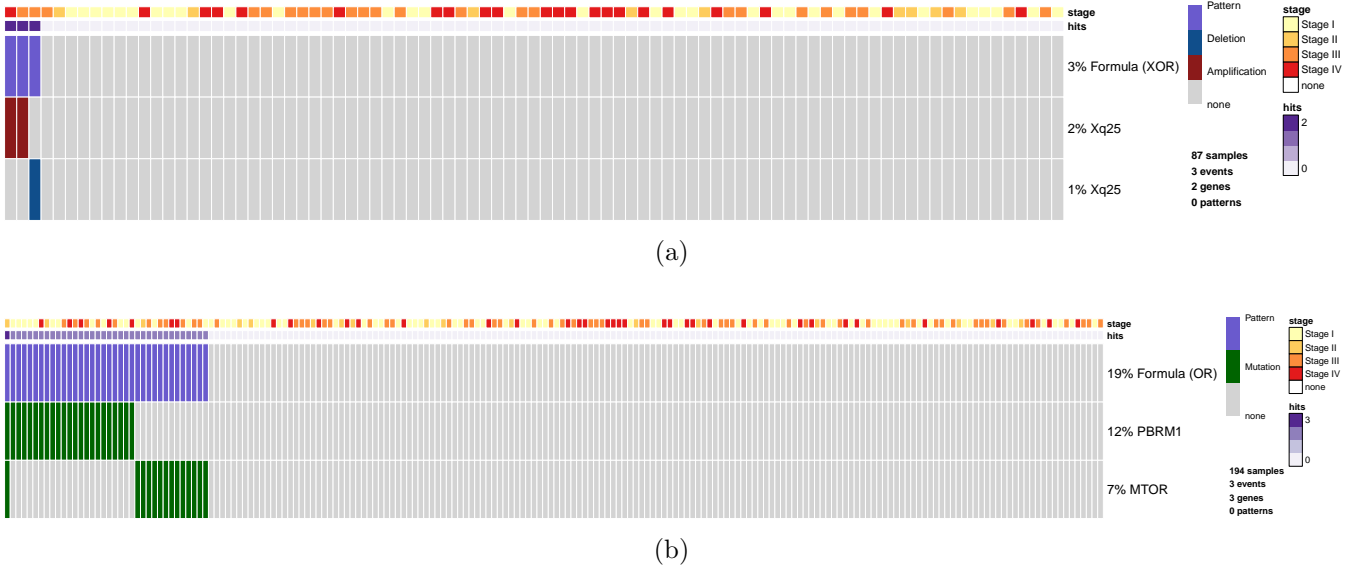 stage
hits
3% Formula (XOR)
2% Xq25
1% Xq25
Pattern
Deletion
Amplification
none
stage
Stage I
Stage II
Stage III
Stage IV
none
hits
2
0
87 samples
3 events
2 genes
0 patterns
(a)
stage
hits
19% Formula (OR)
12% PBRM1
7% MTOR
Pattern
Mutation
none
stage
Stage I
Stage II
Stage III
Stage IV
none
hits
3
0
194 samples
3 events
3 genes
0 patterns
(b)